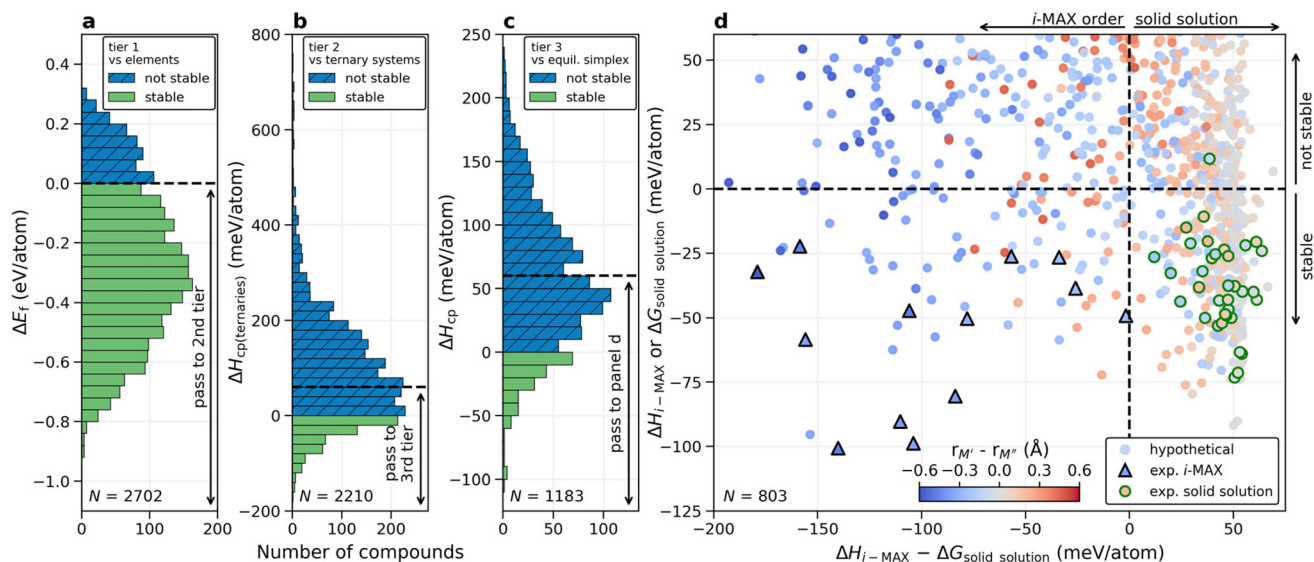 a
tier 1
vs elements
not stable
stable
0.4
0.2
0.0
−0.2
−0.4
−0.6
−0.8
−1.0
ΔEf (eV/atom)
pass to 2nd tier
N = 2702
0 100 200
b
tier 2
vs ternary systems
not stable
stable
800
600
400
200
0
−200
ΔHcp(ternaries) (meV/atom)
pass to
3rd tier
N = 2210
0 100 200
Number of compounds
c
tier 3
vs equil. simplex
not stable
stable
250
200
150
100
50
0
−50
−100
ΔHcp (meV/atom)
pass to panel d
N = 1183
0 50 100
d
i-MAX order solid solution
50
25
0
−25
−50
−75
−100
−125
ΔHi−MAX or ΔGsolid solution (meV/atom)
not stable
stable
rM′ - rM″ (Å)
−0.6 −0.3 0.0 0.3 0.6
hypothetical
exp. i-MAX
exp. solid solution
N = 803
−200 −150 −100 −50 0 50
ΔHi−MAX − ΔGsolid solution (meV/atom)